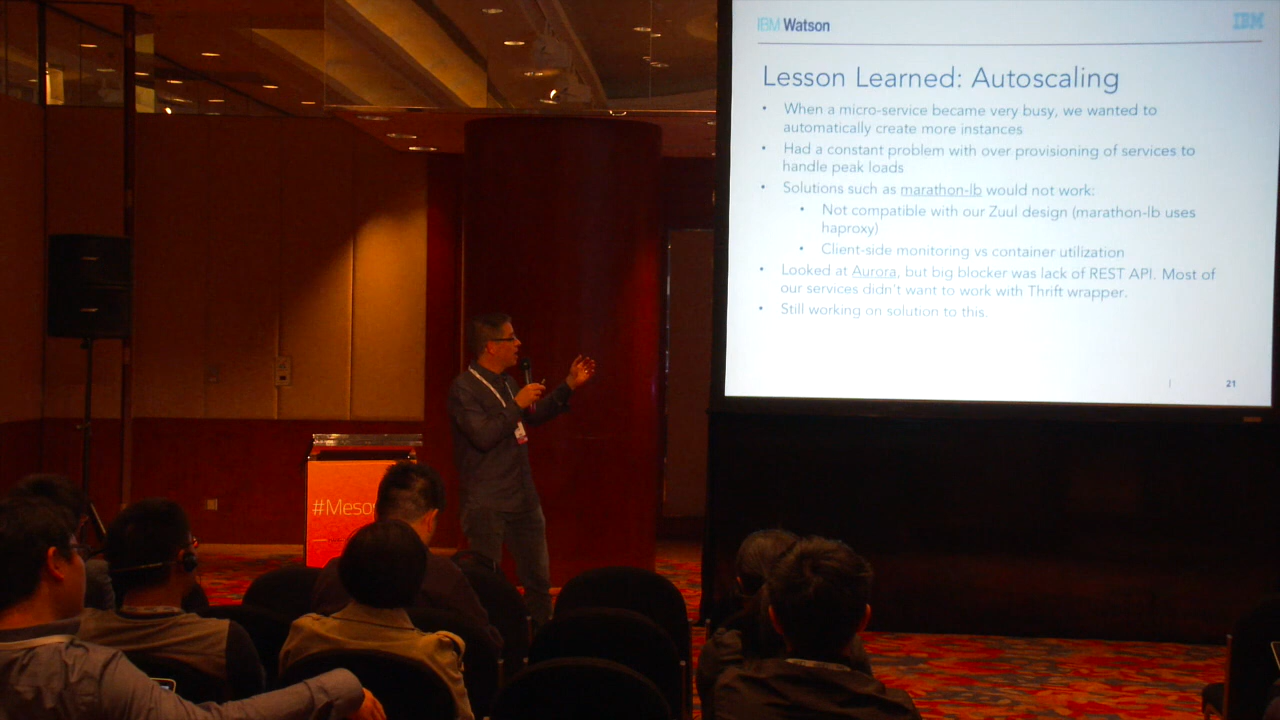 IBM Watson
IBM
Lesson Learned: Autoscaling
• When a micro-service became very busy, we wanted to
automatically create more instances
• Had a constant problem with over provisioning of services to
handle peak loads
• Solutions such as marathon-lb would not work:
• Not compatible with our Zuul design (marathon-lb uses
haproxy)
• Client-side monitoring vs container utilization
• Looked at Aurora, but big blocker was lack of REST API. Most of
our services didn't want to work with Thrift wrapper.
• Still working on solution to this.
| 21
#Meso